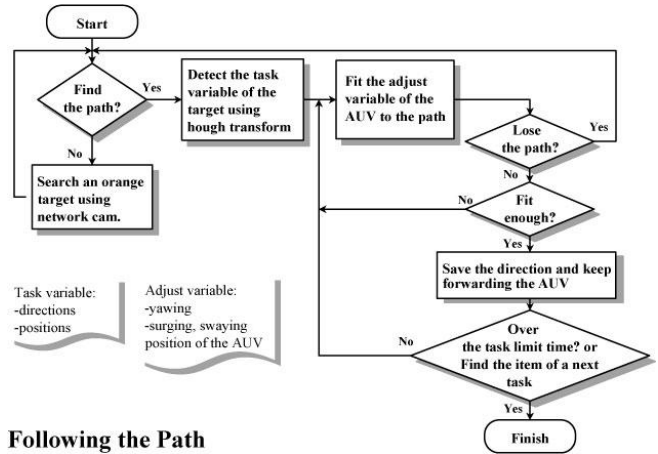 Start
Find
the path?
Yes
No
Search an orange
target using
network cam.
Detect the task
variable of the
target using
hough transform
Fit the adjust
variable of the
AUV to the path
Lose
the path?
Yes
No
Fit
enough?
No
Yes
Save the direction and keep
forwarding the AUV
Over
the task limit time? or
Find the item of a next
task
No
Yes
Finish
Task variable:
-directions
-positions
Adjust variable:
-yawing
-surging, swaying
position of the AUV
Following the Path